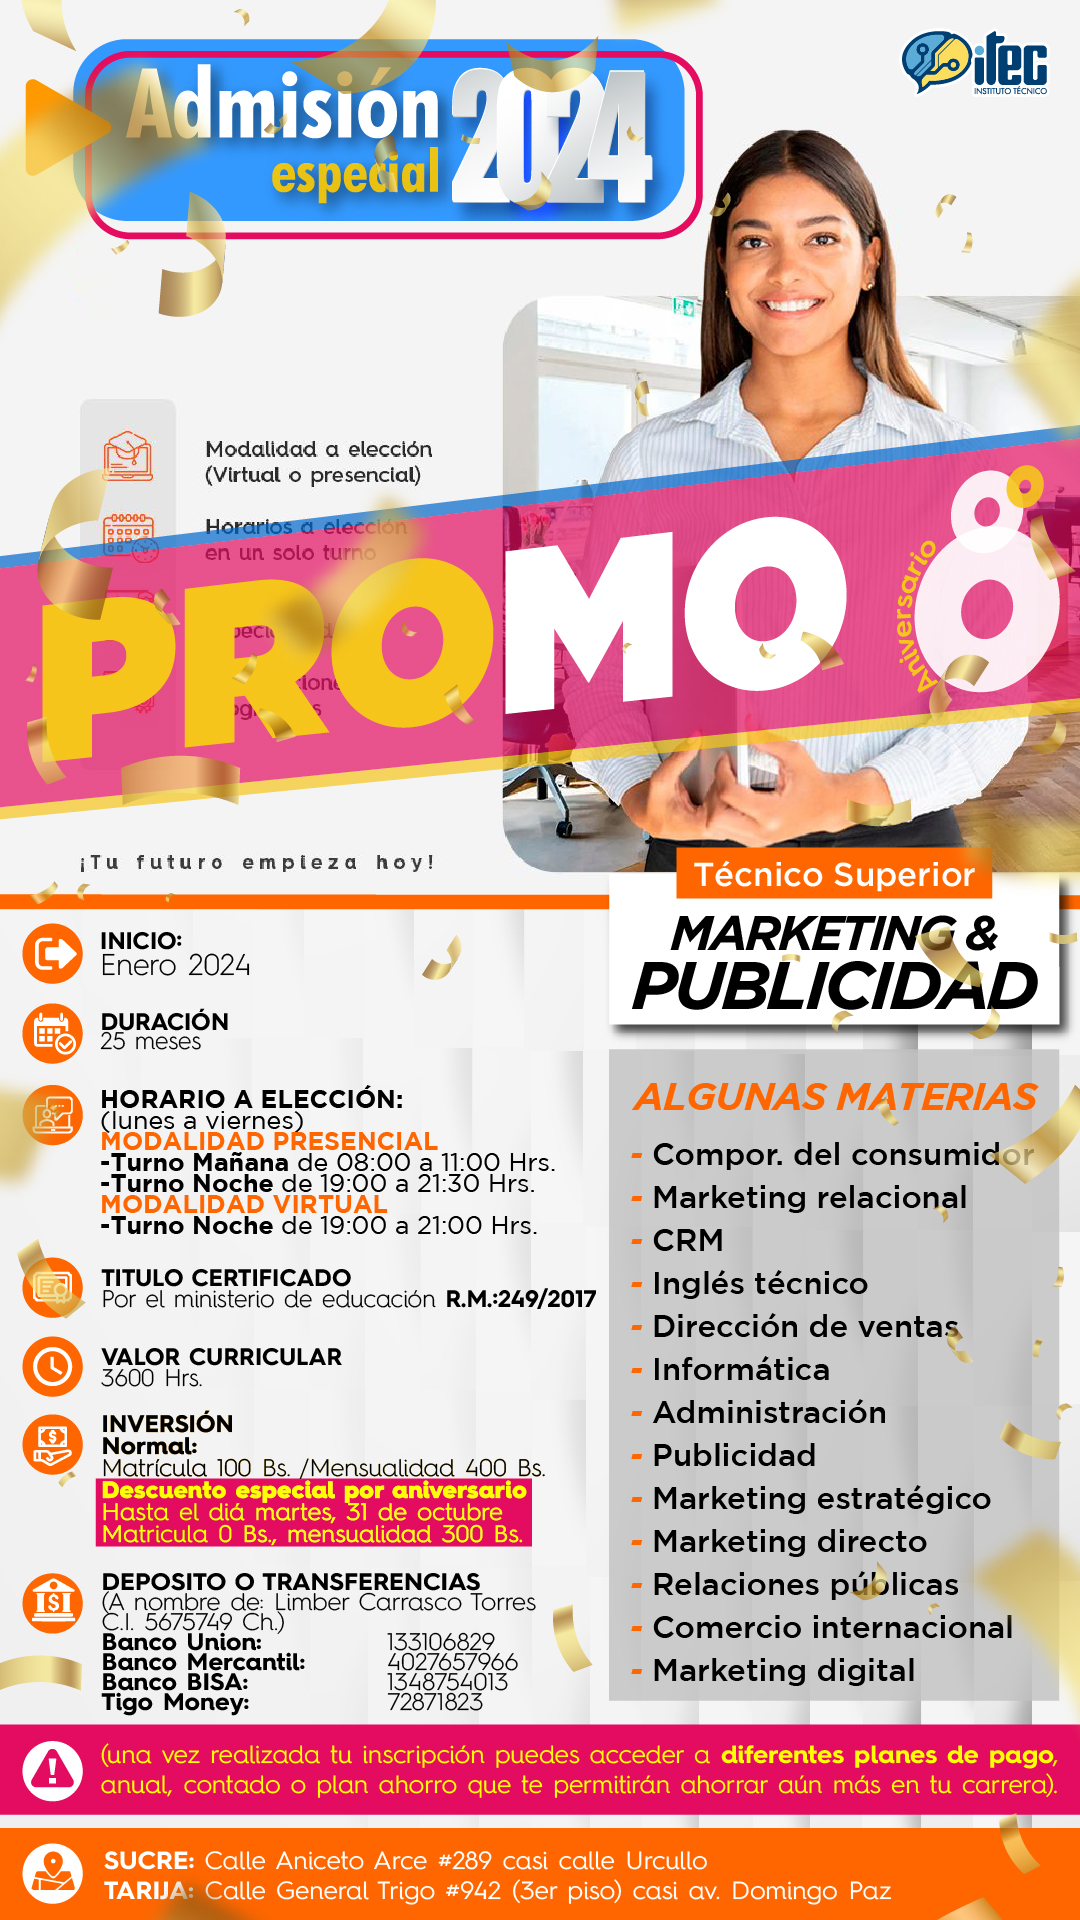 Admisión
especial
2024
itec
INSTITUTO TÉCNICO
Modalidad a elección
(Virtual o presencial)
Horarios a elección
en un solo turno
PROMO
Aniversario
8º
¡Tu futuro empieza hoy!
Técnico Superior
MARKETING &
PUBLICIDAD
INICIO:
Enero 2024
DURACIÓN
25 meses
HORARIO A ELECCIÓN:
(lunes a viernes)
MODALIDAD PRESENCIAL
-Turno Mañana de 08:00 a 11:00 Hrs.
-Turno Noche de 19:00 a 21:30 Hrs.
MODALIDAD VIRTUAL
-Turno Noche de 19:00 a 21:00 Hrs.
TITULO CERTIFICADO
Por el ministerio de educación R.M.:249/2017
VALOR CURRICULAR
3600 Hrs.
INVERSIÓN
Normal:
Matrícula 100 Bs. /Mensualidad 400 Bs.
Descuento especial por aniversario
Hasta el diá martes, 31 de octubre
Matricula 0 Bs., mensualidad 300 Bs.
DEPOSITO O TRANSFERENCIAS
(A nombre de: Limber Carrasco Torres
C.I. 5675749 Ch.)
Banco Union: 133106829
Banco Mercantil: 4027657966
Banco BISA: 1348754013
Tigo Money: 72871823
ALGUNAS MATERIAS
- Compor. del consumidor
- Marketing relacional
- CRM
- Inglés técnico
- Dirección de ventas
- Informática
- Administración
- Publicidad
- Marketing estratégico
- Marketing directo
- Relaciones públicas
- Comercio internacional
- Marketing digital
(una vez realizada tu inscripción puedes acceder a diferentes planes de pago,
anual, contado o plan ahorro que te permitirán ahorrar aún más en tu carrera).
SUCRE: Calle Aniceto Arce #289 casi calle Urcullo
TARIJA: Calle General Trigo #942 (3er piso) casi av. Domingo Paz